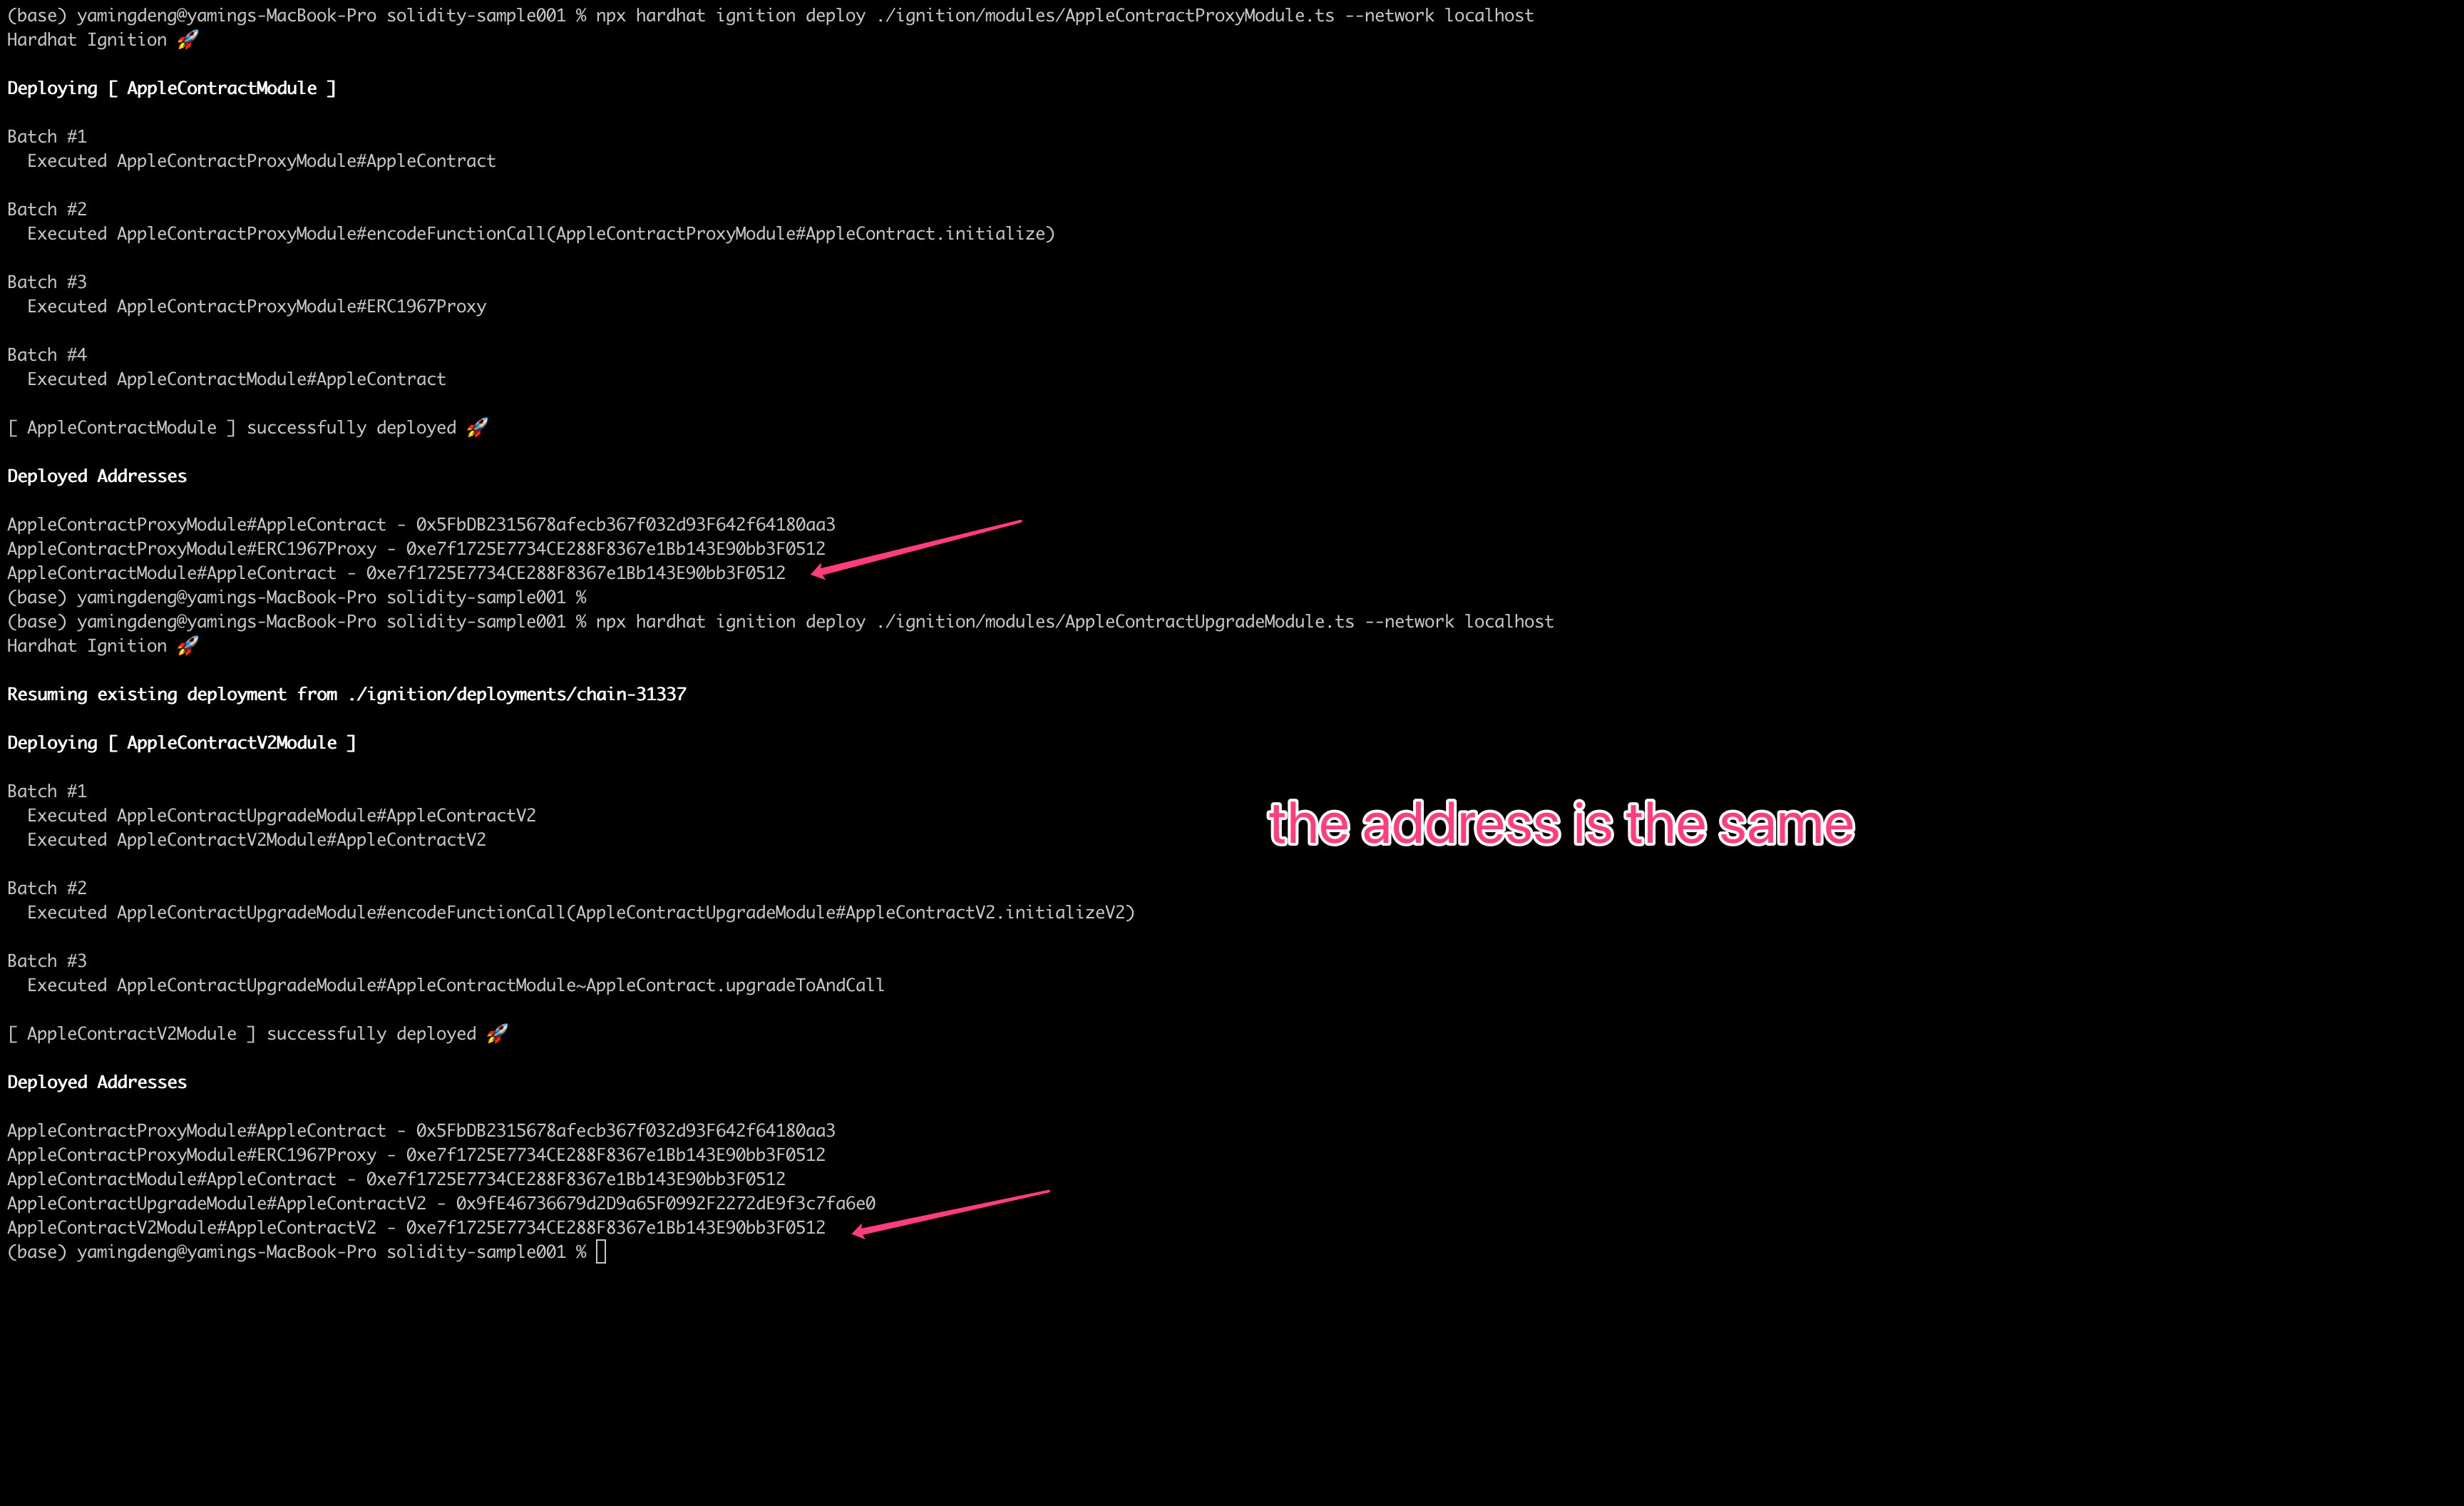 (base) yamingdeng@yamings-MacBook-Pro solidity-sample001 % npx hardhat ignition deploy ./ignition/modules/AppleContractProxyModule.ts --network localhost
Hardhat Ignition 🚀
Deploying [ AppleContractModule ]
Batch #1
Executed AppleContractProxyModule#AppleContract
Batch #2
Executed AppleContractProxyModule#encodeFunctionCall(AppleContractProxyModule#AppleContract.initialize)
Batch #3
Executed AppleContractProxyModule#ERC1967Proxy
Batch #4
Executed AppleContractModule#AppleContract
[ AppleContractModule ] successfully deployed 🚀
Deployed Addresses
AppleContractProxyModule#AppleContract - 0x5FbDB2315678afecb367f032d93F642f64180aa3
AppleContractProxyModule#ERC1967Proxy - 0xe7f1725E7734CE288F8367e1Bb143E90bb3F0512
AppleContractModule#AppleContract - 0xe7f1725E7734CE288F8367e1Bb143E90bb3F0512
(base) yamingdeng@yamings-MacBook-Pro solidity-sample001 %
(base) yamingdeng@yamings-MacBook-Pro solidity-sample001 % npx hardhat ignition deploy ./ignition/modules/AppleContractUpgradeModule.ts --network localhost
Hardhat Ignition 🚀
Resuming existing deployment from ./ignition/deployments/chain-31337
Deploying [ AppleContractV2Module ]
Batch #1
Executed AppleContractUpgradeModule#AppleContractV2
Executed AppleContractV2Module#AppleContractV2
the address is the same
Batch #2
Executed AppleContractUpgradeModule#encodeFunctionCall(AppleContractUpgradeModule#AppleContractV2.initializeV2)
Batch #3
Executed AppleContractUpgradeModule#AppleContractModule~AppleContract.upgradeToAndCall
[ AppleContractV2Module ] successfully deployed 🚀
Deployed Addresses
AppleContractProxyModule#AppleContract - 0x5FbDB2315678afecb367f032d93F642f64180aa3
AppleContractProxyModule#ERC1967Proxy - 0xe7f1725E7734CE288F8367e1Bb143E90bb3F0512
AppleContractModule#AppleContract - 0xe7f1725E7734CE288F8367e1Bb143E90bb3F0512
AppleContractUpgradeModule#AppleContractV2 - 0x9fE46736679d2D9a65F0992F2272dE9f3c7fa6e0
AppleContractV2Module#AppleContractV2 - 0xe7f1725E7734CE288F8367e1Bb143E90bb3F0512
(base) yamingdeng@yamings-MacBook-Pro solidity-sample001 %